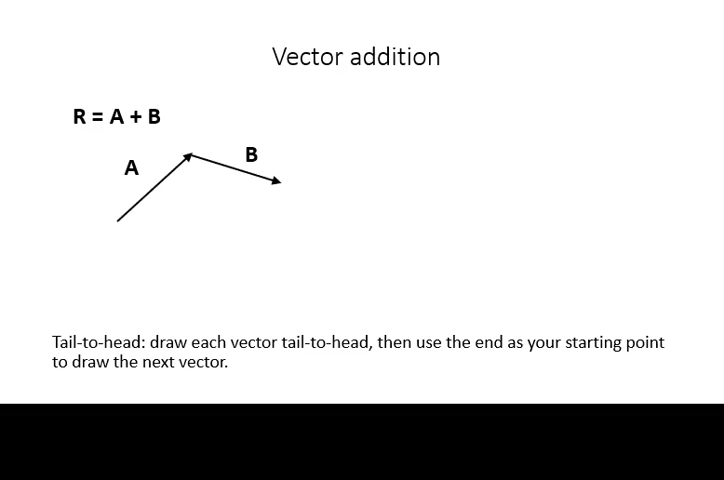 Vector addition
R = A + B
A
B
Tail-to-head: draw each vector tail-to-head, then use the end as your starting point
to draw the next vector.